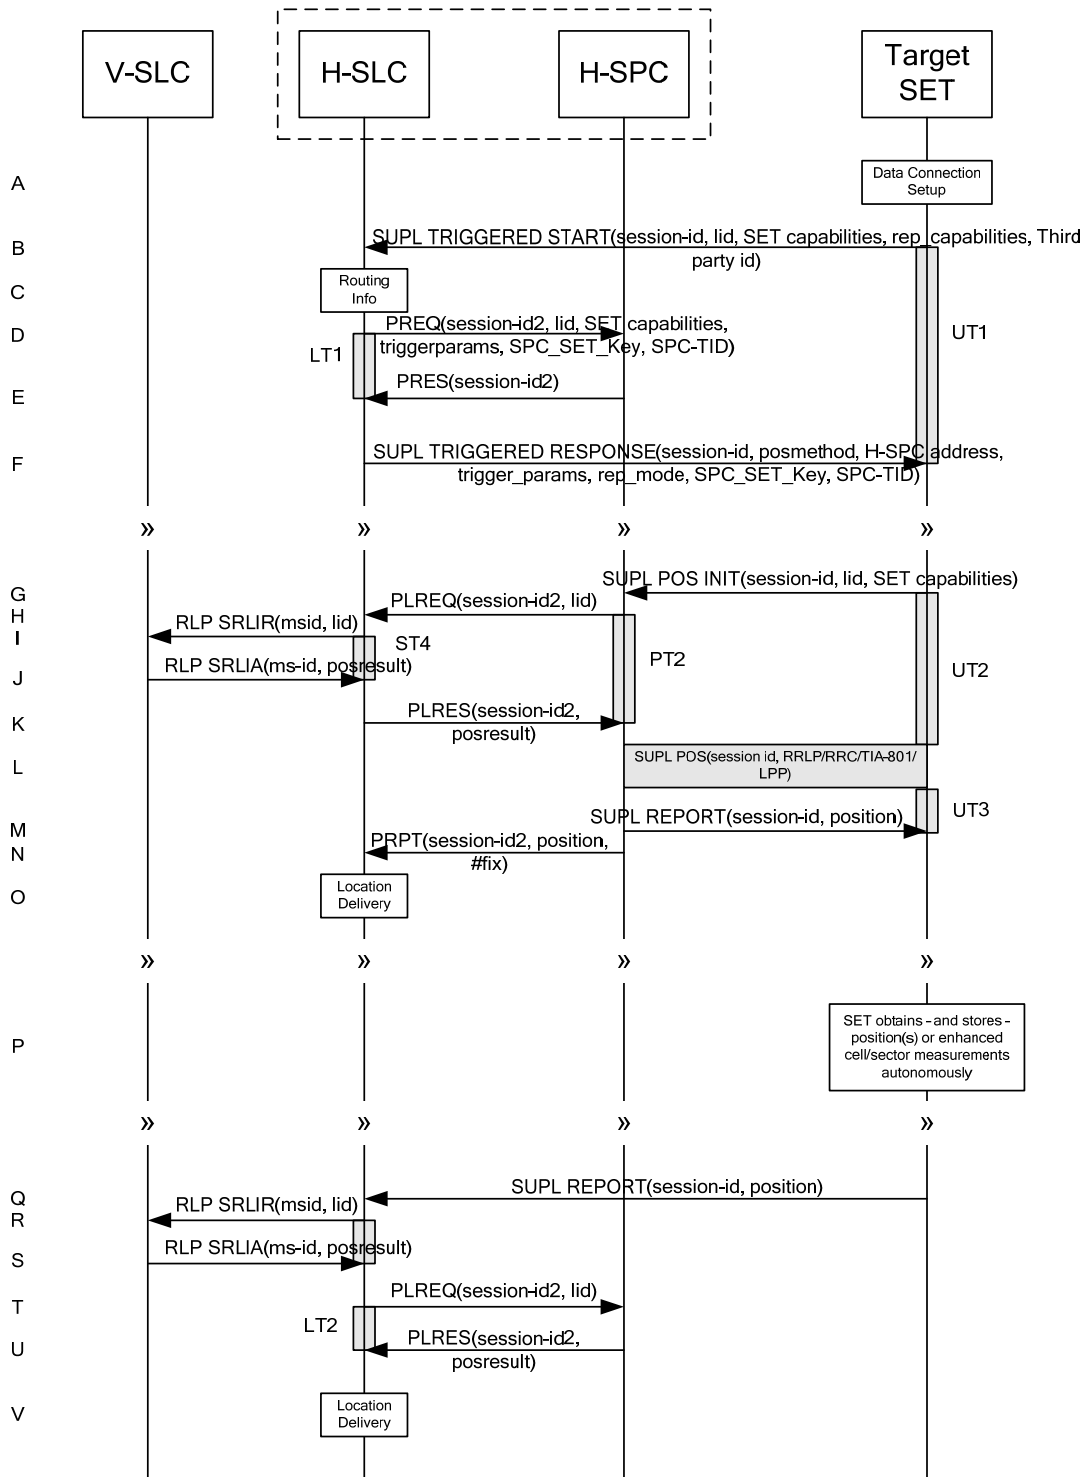 V-SLC
H-SLC
H-SPC
Target
SET
A
Data Connection
Setup
B
SUPL TRIGGERED START(session-id, lid, SET capabilities, rep_capabilities, Third
party id)
C
Routing
Info
D
PREQ(session-id2, lid, SET capabilities,
triggerparams, SPC_SET_Key, SPC-TID)
UT1
LT1
E
PRES(session-id2)
F
SUPL TRIGGERED RESPONSE(session-id, posmethod, H-SPC address,
trigger_params, rep_mode, SPC_SET_Key, SPC-TID)
» » » »
G
SUPL POS INIT(session-id, lid, SET capabilities)
H
PLREQ(session-id2, lid)
I
RLP SRLIR(msid, lid)
ST4
PT2
UT2
J
RLP SRLIA(ms-id, posresult)
K
PLRES(session-id2,
posresult)
L
SUPL POS(session id, RRLP/RRC/TIA-801/
LPP)
UT3
M
SUPL REPORT(session-id, position)
N
PRPT(session-id2, position,
#fix)
O
Location
Delivery
» » » »
P
SET obtains - and stores -
position(s) or enhanced
cell/sector measurements
autonomously
» » » »
Q
SUPL REPORT(session-id, position)
R
RLP SRLIR(msid, lid)
S
RLP SRLIA(ms-id, posresult)
T
PLREQ(session-id2, lid)
LT2
U
PLRES(session-id2,
posresult)
V
Location
Delivery